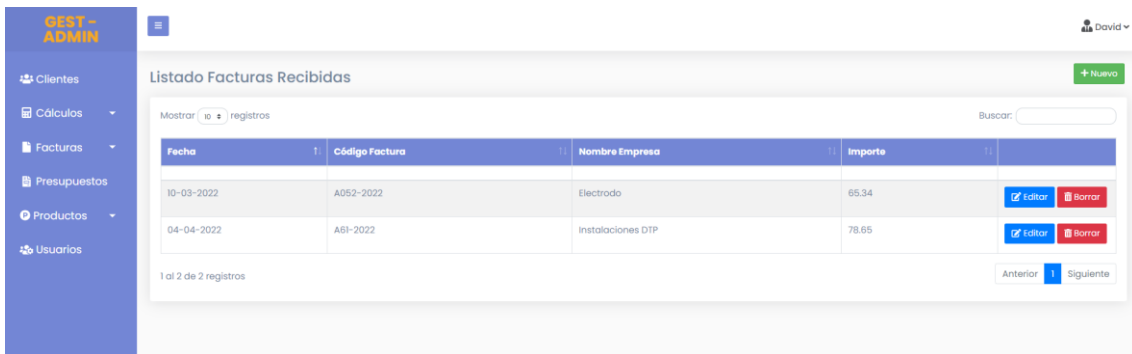 GEST -
ADMIN
David
Clientes
Cálculos
Facturas
Presupuestos
Productos
Usuarios
Listado Facturas Recibidas
+ Nuevo
Mostrar 10 registros
Buscar:
Fecha Código Factura Nombre Empresa Importe
10-03-2022 A052-2022 Electrodo 65.34 Editar Borrar
04-04-2022 A61-2022 Instalaciones DTP 78.65 Editar Borrar
1 al 2 de 2 registros
Anterior 1 Siguiente